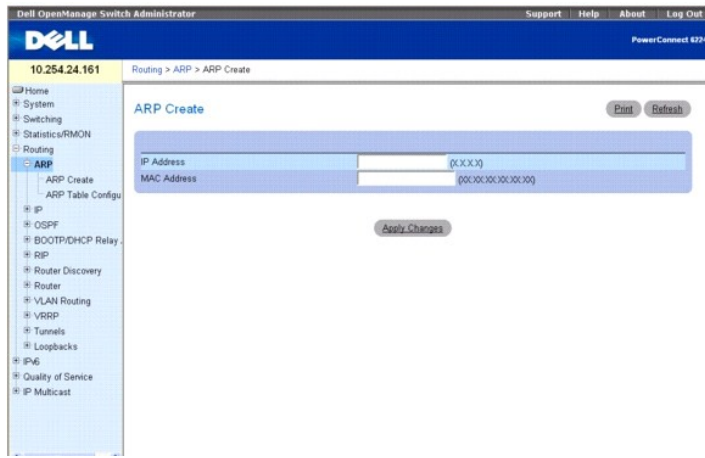 Dell OpenManage Switch Administrator
Support Help About Log Out
DELL
PowerConnect 6224
10.254.24.161
Routing > ARP > ARP Create
Home
System
Switching
Statistics/RMON
Routing
ARP
ARP Create
ARP Table Configu
IP
OSPF
BOOTP/DHCP Relay .
RIP
Router Discovery
Router
VLAN Routing
VRRP
Tunnels
Loopbacks
IPv6
Quality of Service
IP Multicast
ARP Create
Print Refresh
IP Address (X.X.X.X)
MAC Address (XX:XX:XX:XX:XX:XX)
Apply Changes